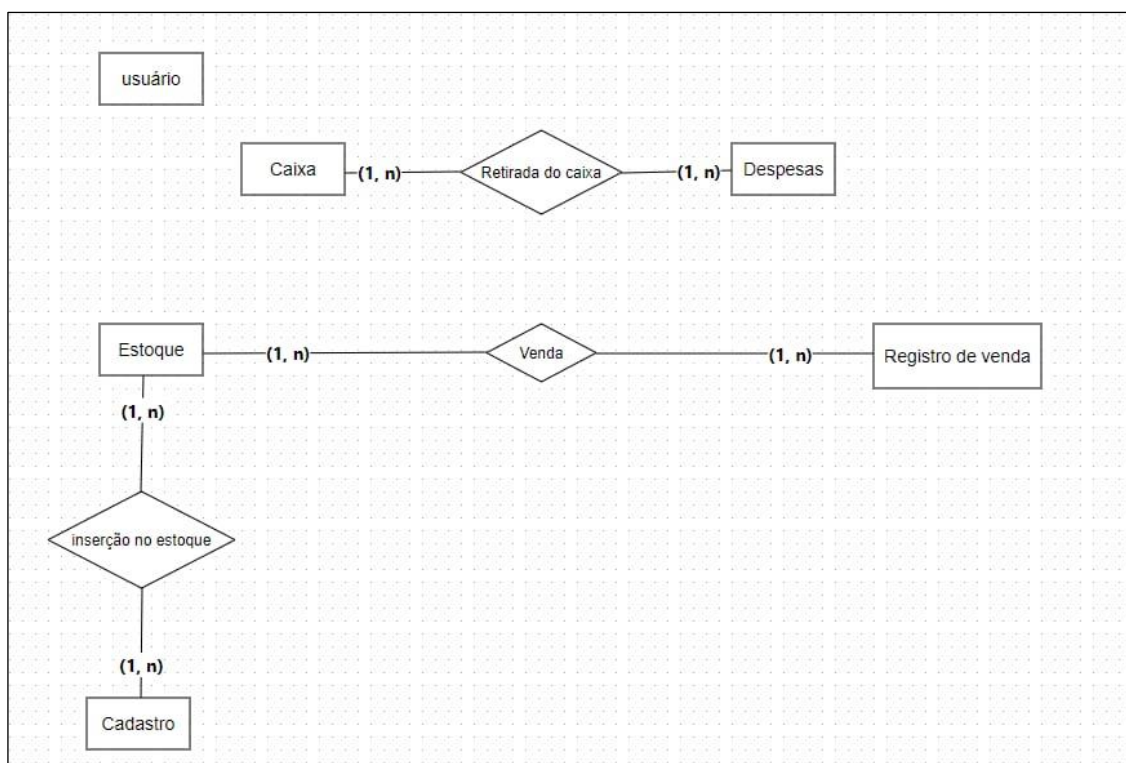 usuário
Caixa
(1, n)
Retirada do caixa
(1, n)
Despesas
Estoque
(1, n)
Venda
(1, n)
Registro de venda
(1, n)
inserção no estoque
(1, n)
Cadastro